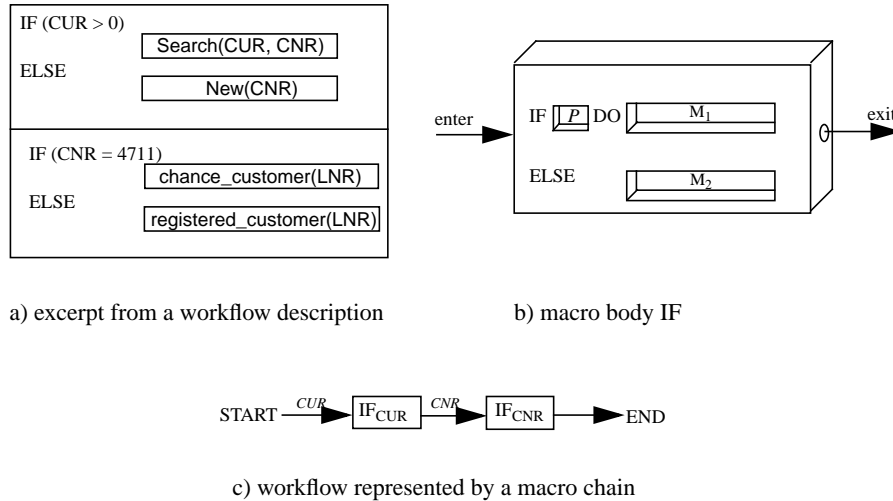 IF (CUR > 0)
Search(CUR, CNR)
ELSE
New(CNR)
IF (CNR = 4711)
chance_customer(LNR)
ELSE
registered_customer(LNR)
a) excerpt from a workflow description
enter
IF P DO M1
ELSE M2
exit
b) macro body IF
START CUR IFCUR CNR IFCNR END
c) workflow represented by a macro chain